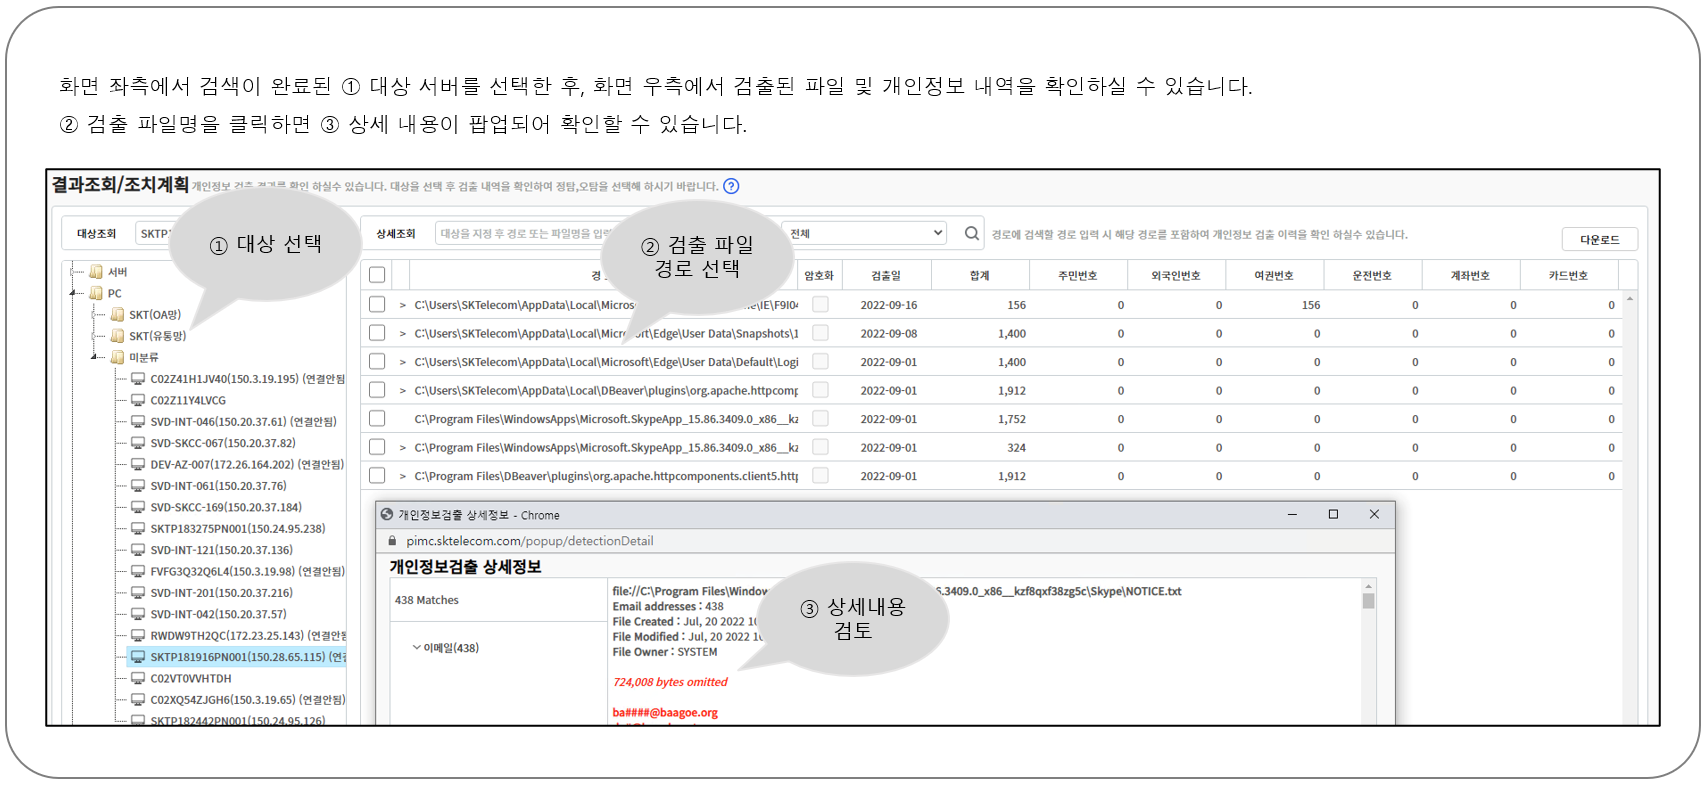 화면 좌측에서 검색이 완료된 ① 대상 서버를 선택한 후, 화면 우측에서 검출된 파일 및 개인정보 내역을 확인하실 수 있습니다.
② 검출 파일명을 클릭하면 ③ 상세 내용이 팝업되어 확인할 수 있습니다.
결과조회/조치계획 개인정보 검출 결과를 확인 하실수 있습니다. 대상을 선택 후 검출 내역을 확인하여 정탐,오탐을 선택해 하시기 바랍니다. ?
대상조회 SKTP
① 대상 선택
상세조회 대상을 지정 후 경로 또는 파일명을
② 검출 파일
경로 선택
전체
경로에 검색할 경로 입력 시 해당 경로를 포함하여 개인정보 검출 이력을 확인 하실수 있습니다.
다운로드
서버
PC
SKT(OA망)
SKT(유통망)
미분류
C02Z41H1JV40(150.3.19.195) (연결안됨
C02Z11Y4LVCG
SVD-INT-046(150.20.37.61) (연결안됨)
SVD-SKCC-067(150.20.37.82)
DEV-AZ-007(172.26.164.202) (연결안됨)
SVD-INT-061(150.20.37.76)
SVD-SKCC-169(150.20.37.184)
SKTP183275PN001(150.24.95.238)
SVD-INT-121(150.20.37.136)
FVFG3Q32Q6L4(150.3.19.98) (연결안됨)
SVD-INT-201(150.20.37.216)
SVD-INT-042(150.20.37.57)
RWDW9TH2QC(172.23.25.143) (연결안됨
SKTP181916PN001(150.28.65.115) (연결
C02VT0VVHTDH
C02XQ54ZJGH6(150.3.19.65) (연결안됨)
SKTP182442PN001(150.24.95.126)
경 암호화 검출일 합계 주민번호 외국인번호 여권번호 운전번호 계좌번호 카드번호
> C:\Users\SKTelecom\AppData\Local\Micros \IE\F9I04 2022-09-16 156 0 0 156 0 0 0
> C:\Users\SKTelecom\AppData\Local\Microsoft\Edge\User Data\Snapshots\1 2022-09-08 1,400 0 0 0 0 0 0
> C:\Users\SKTelecom\AppData\Local\Microsoft\Edge\User Data\Default\Logi 2022-09-01 1,400 0 0 0 0 0 0
> C:\Users\SKTelecom\AppData\Local\DBeaver\plugins\org.apache.httpcomp 2022-09-01 1,912 0 0 0 0 0 0
C:\Program Files\WindowsApps\Microsoft.SkypeApp_15.86.3409.0_x86__kz 2022-09-01 1,752 0 0 0 0 0 0
> C:\Program Files\WindowsApps\Microsoft.SkypeApp_15.86.3409.0_x86__kz 2022-09-01 324 0 0 0 0 0 0
> C:\Program Files\DBeaver\plugins\org.apache.httpcomponents.client5.http 2022-09-01 1,912 0 0 0 0 0 0
개인정보검출 상세정보 - Chrome
pimc.sktelecom.com/popup/detectionDetail
개인정보검출 상세정보
438 Matches
이메일(438)
file://C:\Program Files\Window 5.3409.0_x86__kzf8qxf38zg5c\Skype\NOTICE.txt
Email addresses : 438
File Created : Jul, 20 2022 10
File Modified : Jul, 20 2022 10
File Owner : SYSTEM
③ 상세내용
검토
724,008 bytes omitted
ba####@baagoe.org